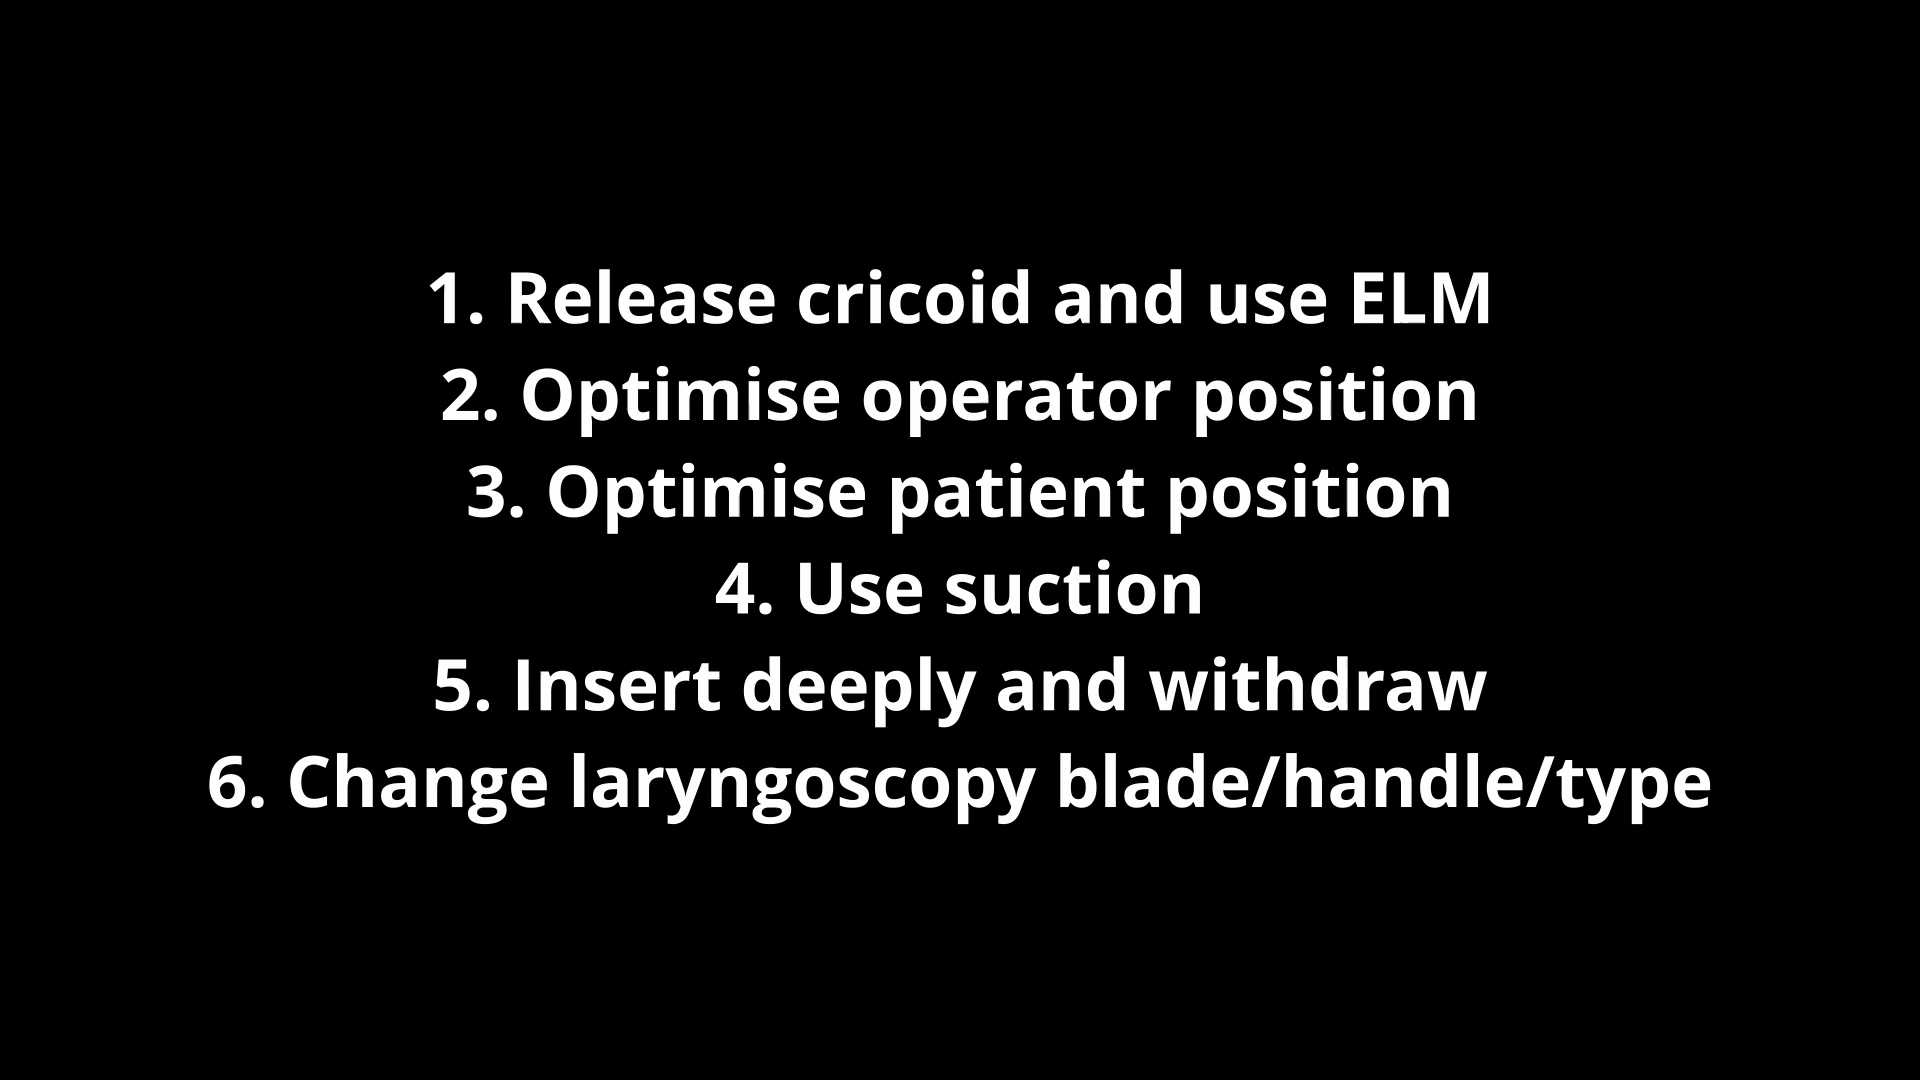 1. Release cricoid and use ELM
2. Optimise operator position
3. Optimise patient position
4. Use suction
5. Insert deeply and withdraw
6. Change laryngoscopy blade/handle/type